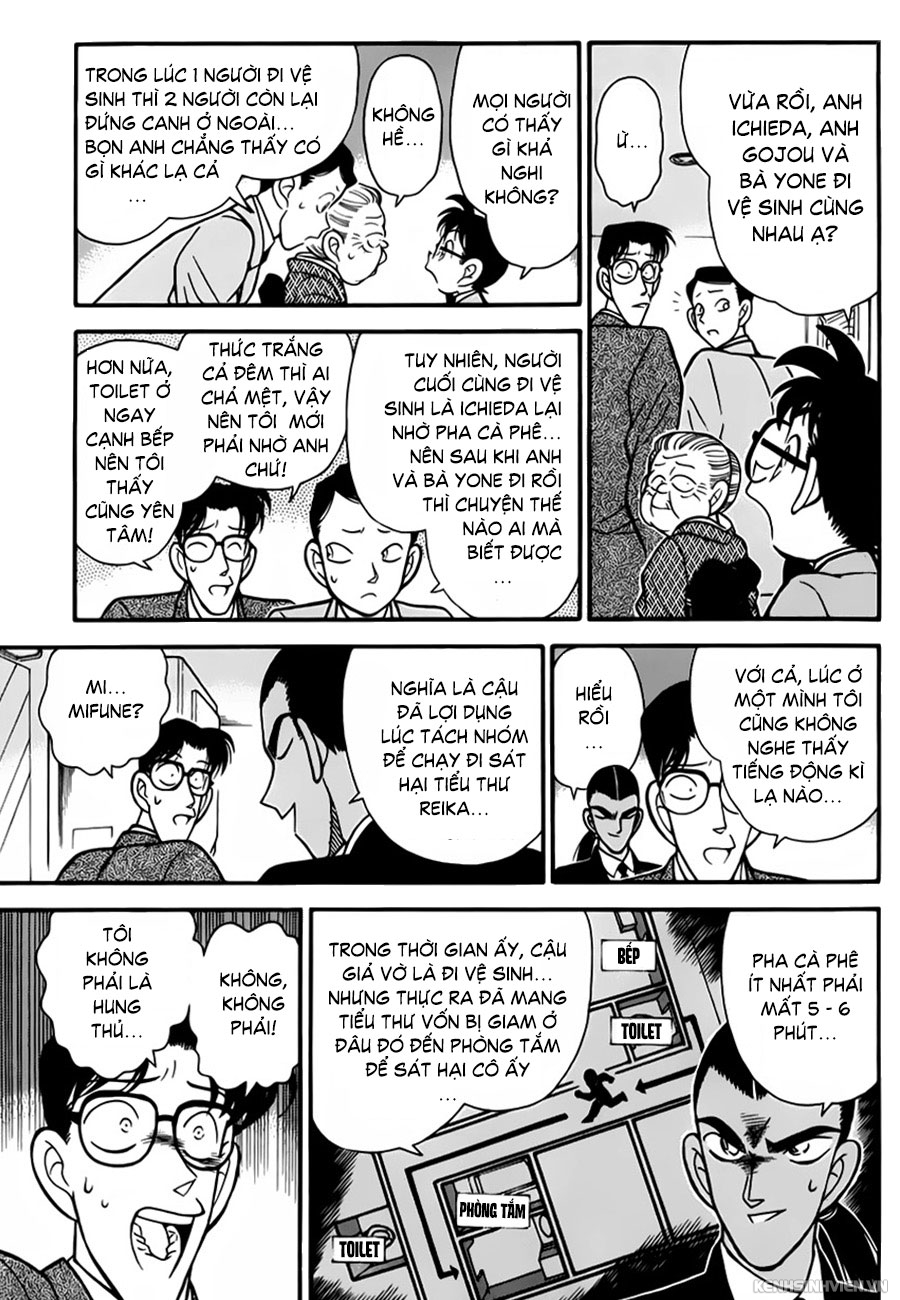 VỪA RỒI, ANH
ICHIEDA, ANH
GOJOU VÀ
BÀ YONE ĐI
VỆ SINH CÙNG
NHAU Ạ?
Ừ...
MỌI NGƯỜI
CÓ THẤY
GÌ KHẢ
NGHI
KHÔNG?
KHÔNG
HỀ...
TRONG LÚC 1 NGƯỜI ĐI VỆ
SINH THÌ 2 NGƯỜI CÒN LẠI
ĐỨNG CANH Ở NGOÀI...
BỌN ANH CHẲNG THẤY CÓ
GÌ KHÁC LẠ CẢ
...
TUY NHIÊN, NGƯỜI
CUỐI CÙNG ĐI VỆ
SINH LÀ ICHIEDA LẠI
NHỜ PHA CÀ PHÊ...
NÊN SAU KHI ANH
VÀ BÀ YONE ĐI RỒI
THÌ CHUYỆN THẾ
NÀO AI MÀ
BIẾT ĐƯỢC
...
THỨC TRẮNG
CẢ ĐÊM THÌ AI
CHẢ MỆT, VẬY
NÊN TÔI MỚI
PHẢI NHỜ ANH
CHỨ!
HƠN NỮA,
TOILET Ở
NGAY
CẠNH BẾP
NÊN TÔI
THẤY
CŨNG YÊN
TÂM!
VỚI CẢ, LÚC Ở
MỘT MÌNH TÔI
CŨNG KHÔNG
NGHE THẤY
TIẾNG ĐỘNG KÌ
LẠ NÀO...
HIỂU
RỒI
...
NGHĨA LÀ CẬU
ĐÃ LỢI DỤNG
LÚC TÁCH NHÓM
ĐỂ CHẠY ĐI SÁT
HẠI TIỂU THƯ
REIKA...
MI...
MIFUNE?
PHA CÀ PHÊ
ÍT NHẤT PHẢI
MẤT 5 - 6
PHÚT...
TRONG THỜI GIAN ẤY, CẬU
GIẢ VỜ LÀ ĐI VỆ SINH...
NHƯNG THỰC RA ĐÃ MANG
TIỂU THƯ VỐN BỊ GIAM Ở
ĐÂU ĐÓ ĐẾN PHÒNG TẮM
ĐỂ SÁT HẠI CÔ ẤY
...
BẾP
TOILET
PHÒNG TẮM
TOILET
KHÔNG,
KHÔNG
PHẢI!
TÔI
KHÔNG
PHẢI LÀ
HUNG
THỦ...
KENHSINHVIEN.VN